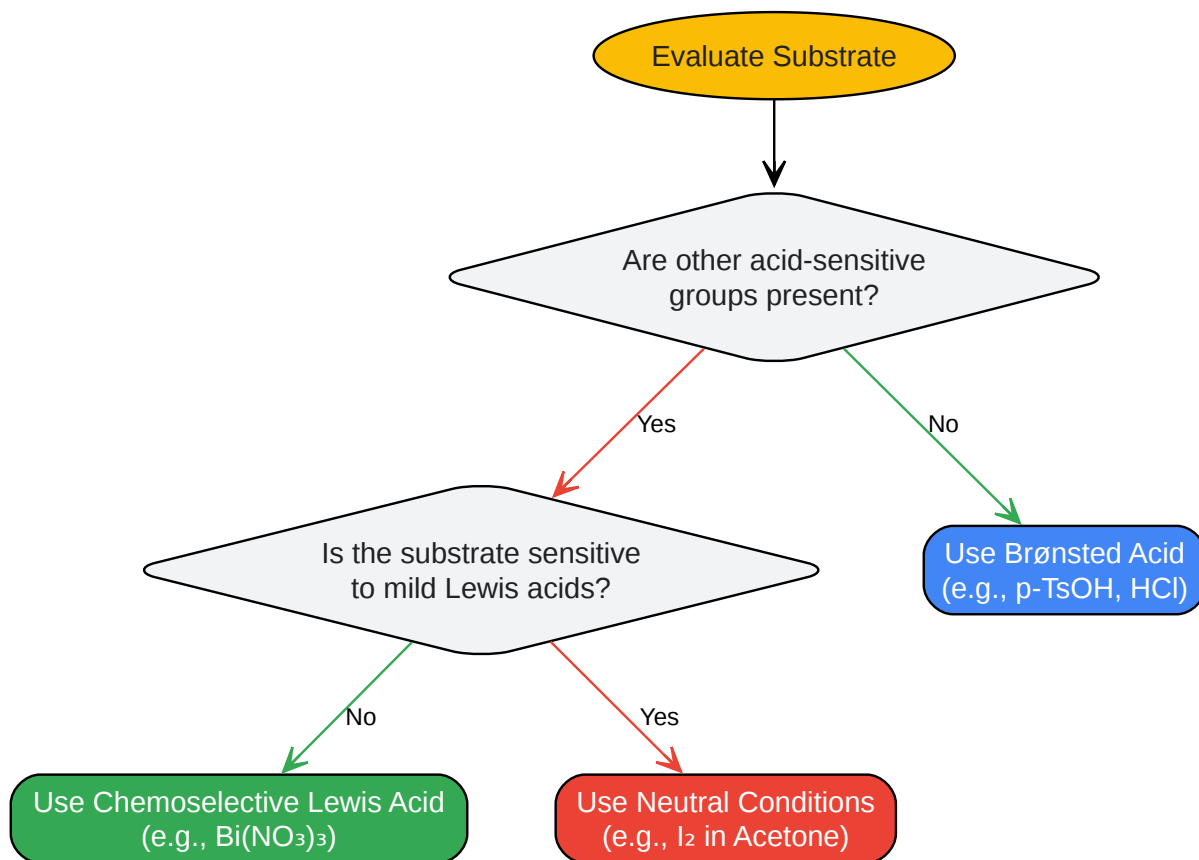 Evaluate Substrate
Are other acid-sensitive
groups present?
Yes
No
Is the substrate sensitive
to mild Lewis acids?
Use Brønsted Acid
(e.g., p-TsOH, HCl)
No
Yes
Use Chemoselective Lewis Acid
(e.g., Bi(NO₃)₃)
Use Neutral Conditions
(e.g., I₂ in Acetone)